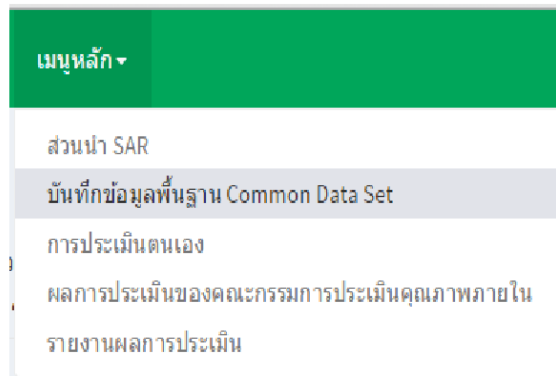 เมนูหลัก
ส่วนนำ SAR
บันทึกข้อมูลพื้นฐาน Common Data Set
การประเมินตนเอง
ผลการประเมินของคณะกรรมการประเมินคุณภาพภายใน
รายงานผลการประเมิน